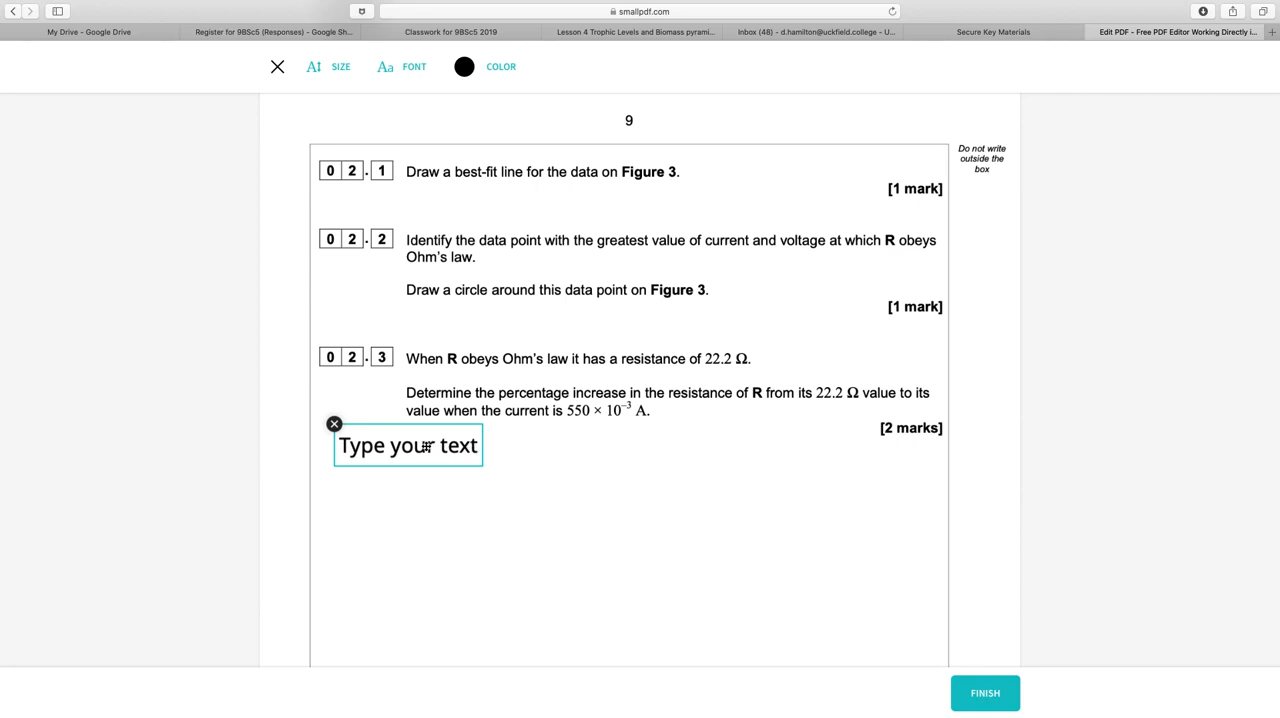 smallpdf.com
My Drive - Google Drive
Register for 9BSc5 (Responses) - Google Sh...
Classwork for 9BSc5 2019
Lesson 4 Trophic Levels and Biomass pyrami...
Inbox (48) - d.hamilton@uckfield.college - U...
Secure Key Materials
Edit PDF - Free PDF Editor Working Directly i...
SIZE
Aa FONT
COLOR
9
Do not write
outside the
box
0 2 . 1 Draw a best-fit line for the data on Figure 3.
[1 mark]
0 2 . 2 Identify the data point with the greatest value of current and voltage at which R obeys
Ohm's law.
Draw a circle around this data point on Figure 3.
[1 mark]
0 2 . 3 When R obeys Ohm's law it has a resistance of 22.2 Ω.
Determine the percentage increase in the resistance of R from its 22.2 Ω value to its
value when the current is 550 × 10⁻³ A.
[2 marks]
Type your text
FINISH